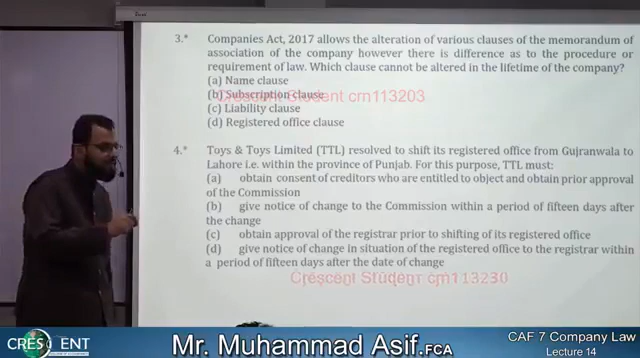 3.* Companies Act, 2017 allows the alteration of various clauses of the memorandum of
association of the company however there is difference as to the procedure or
requirement of law. Which clause cannot be altered in the lifetime of the company?
(a) Name clause
(b) Subscription clause
Crescent Student crn113203
(c) Liability clause
(d) Registered office clause
4.* Toys & Toys Limited (TTL) resolved to shift its registered office from Gujranwala to
Lahore i.e. within the province of Punjab. For this purpose, TTL must:
(a) obtain consent of creditors who are entitled to object and obtain prior approval
of the Commission
(b) give notice of change to the Commission within a period of fifteen days after
the change
(c) obtain approval of the registrar prior to shifting of its registered office
(d) give notice of change in situation of the registered office to the registrar within
a period of fifteen days after the date of change
Crescent Student crn113230
CRESCENT
Mr. Muhammad Asif.FCA
CAF 7 Company Law
Lecture 14